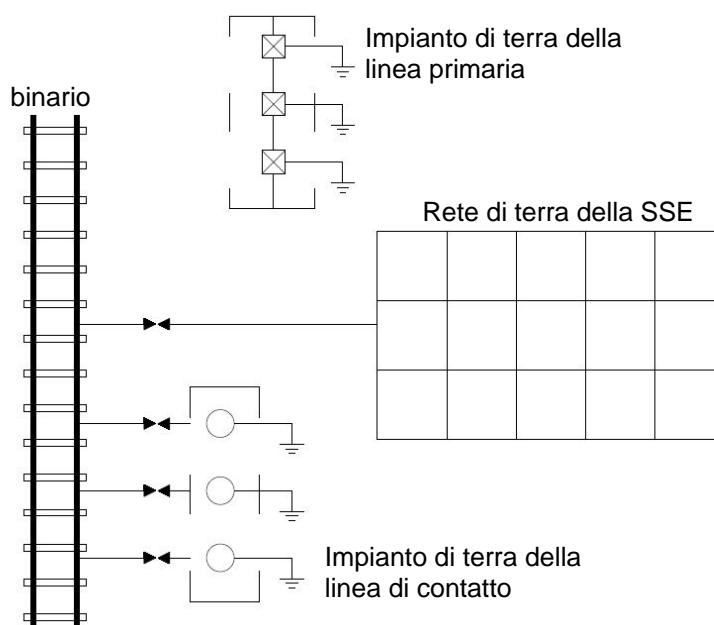 Impianto di terra della
linea primaria
binario
Rete di terra della SSE
Impianto di terra della
linea di contatto